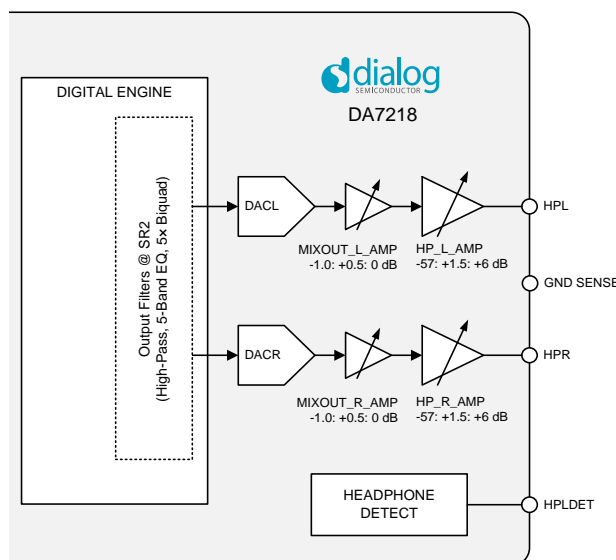 DIGITAL ENGINE
dialog
SEMICONDUCTOR
DA7218
Output Filters @ SR2
(High-Pass, 5-Band EQ, 5x Biquad)
DACL
MIXOUT_L_AMP
-1.0: +0.5: 0 dB
HP_L_AMP
-57: +1.5: +6 dB
HPL
GND SENSE
DACR
MIXOUT_R_AMP
-1.0: +0.5: 0 dB
HP_R_AMP
-57: +1.5: +6 dB
HPR
HEADPHONE
DETECT
HPLDET